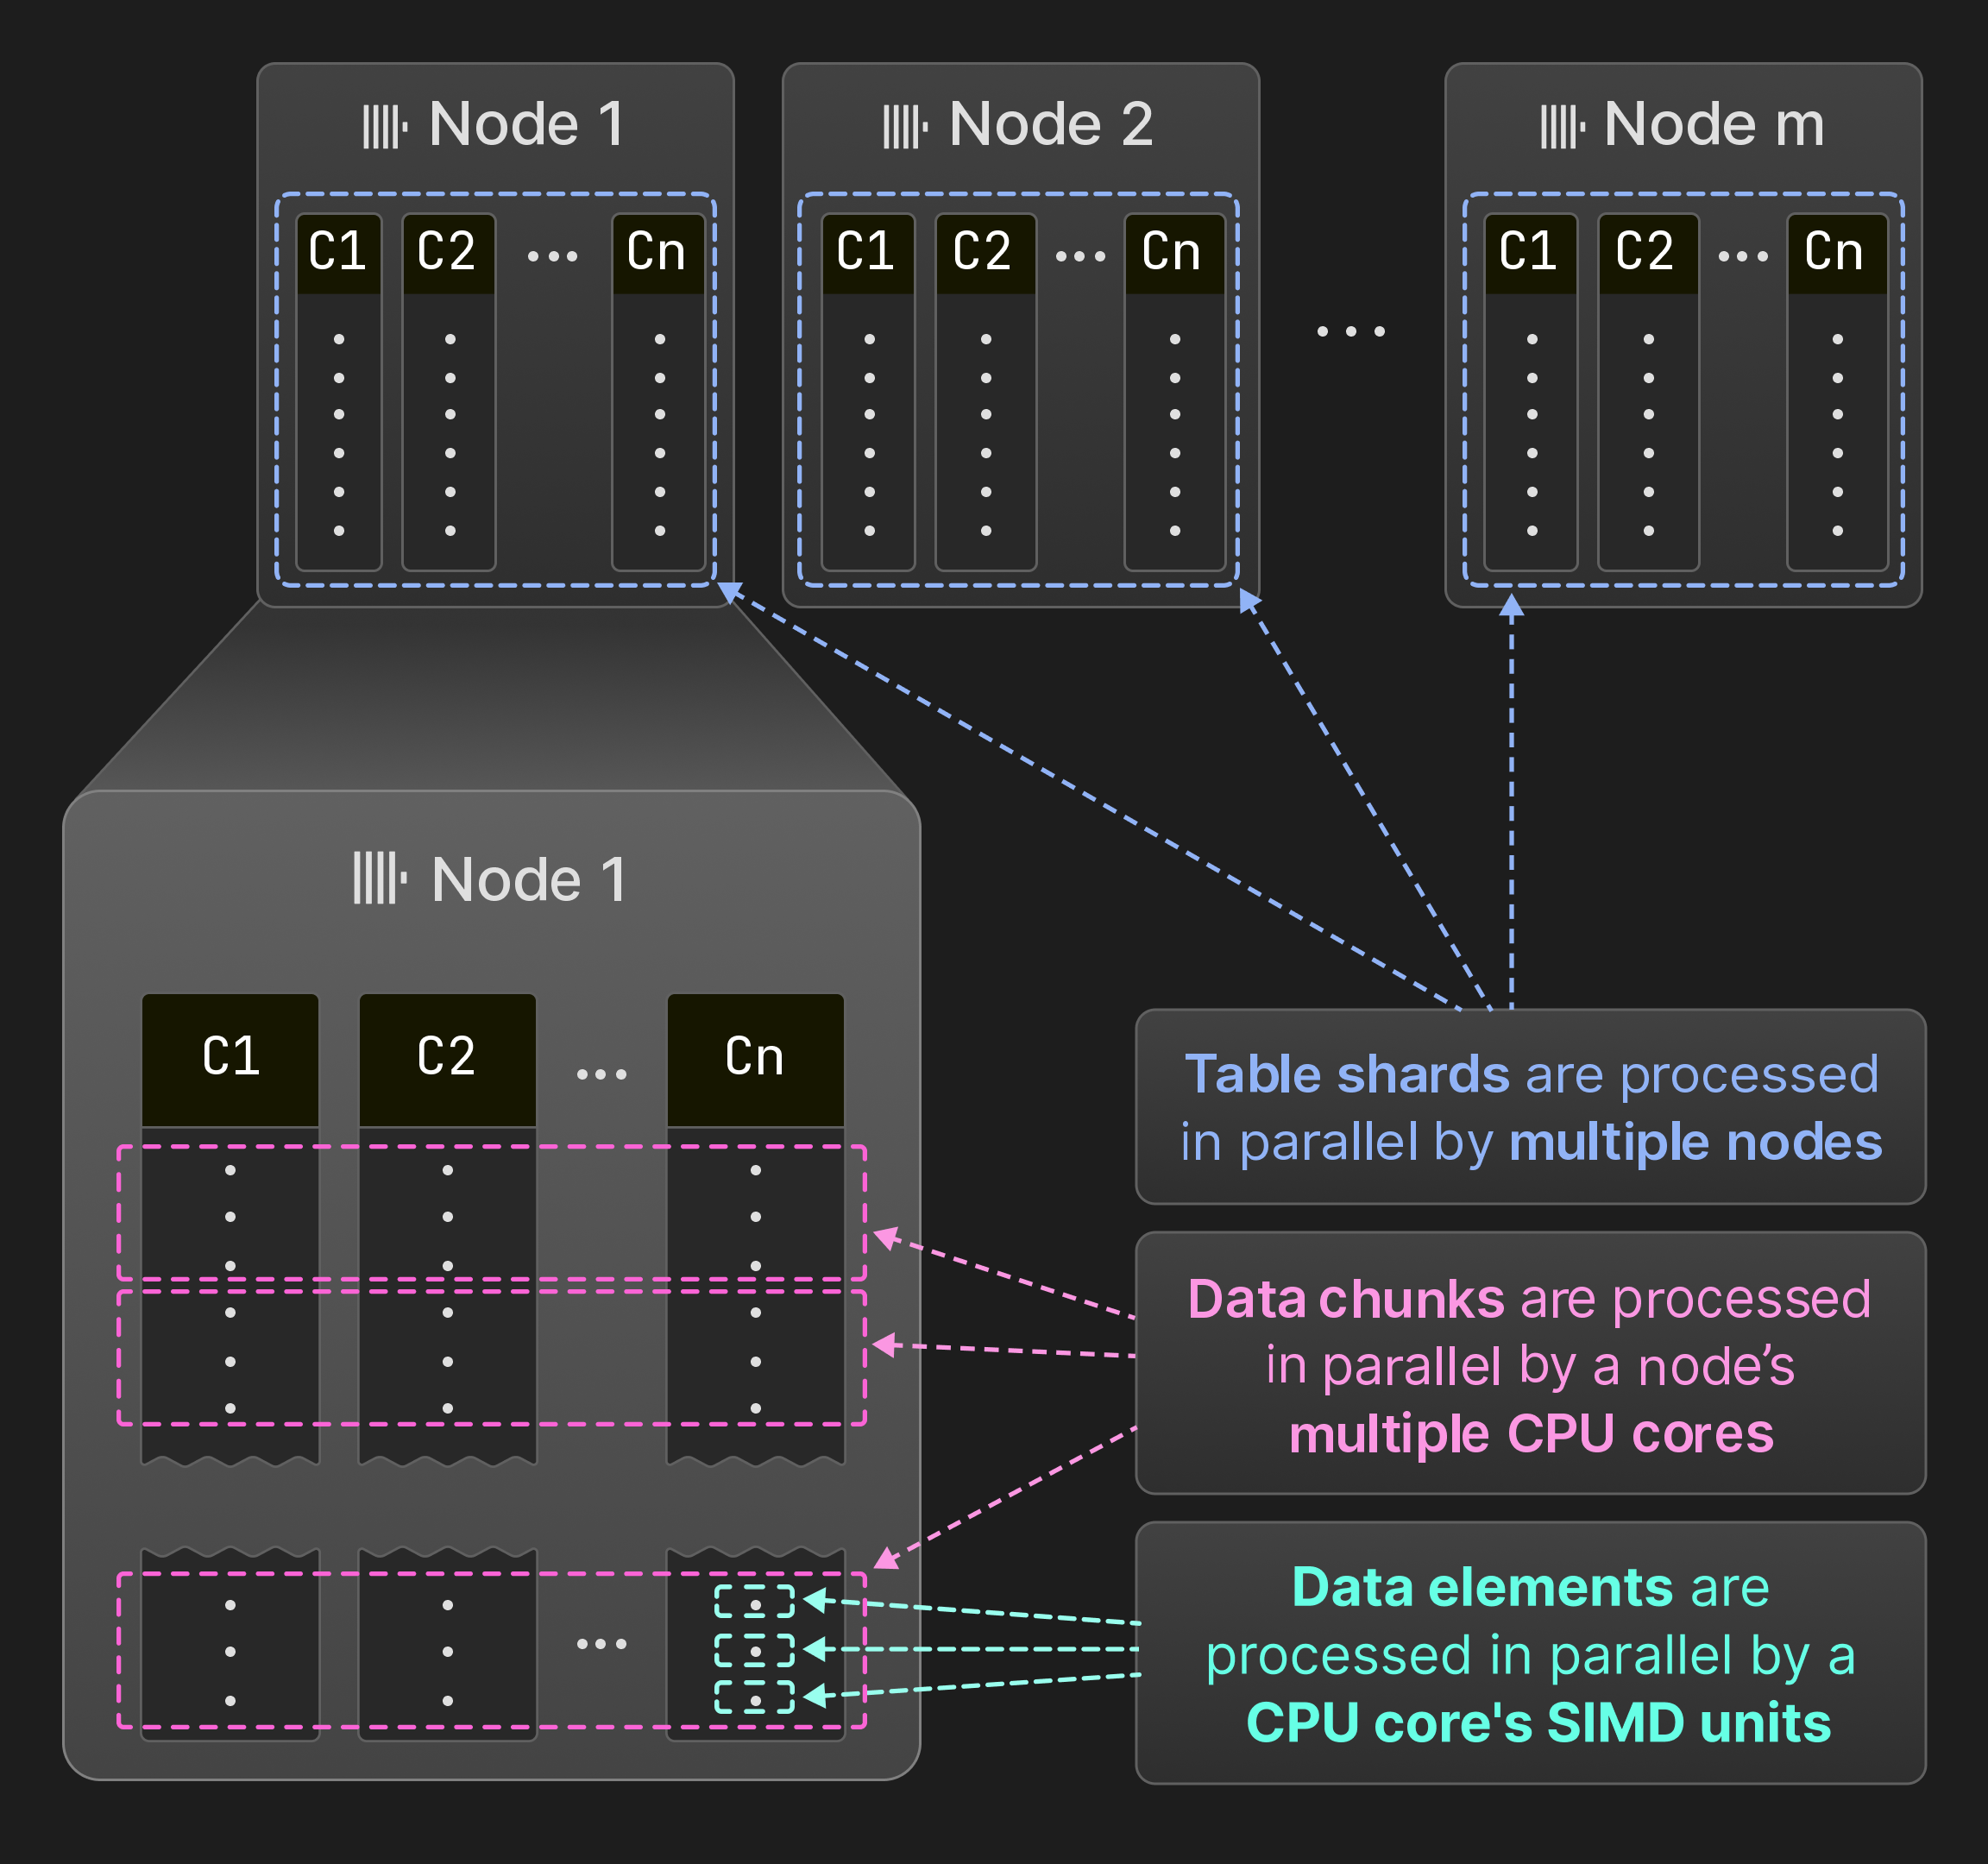 Node 1
Node 2
Node m
C1 C2 ... Cn
C1 C2 ... Cn
...
C1 C2 ... Cn
Node 1
C1 C2 ... Cn
Table shards are processed
in parallel by multiple nodes
Data chunks are processed
in parallel by a node’s
multiple CPU cores
...
Data elements are
processed in parallel by a
CPU core's SIMD units